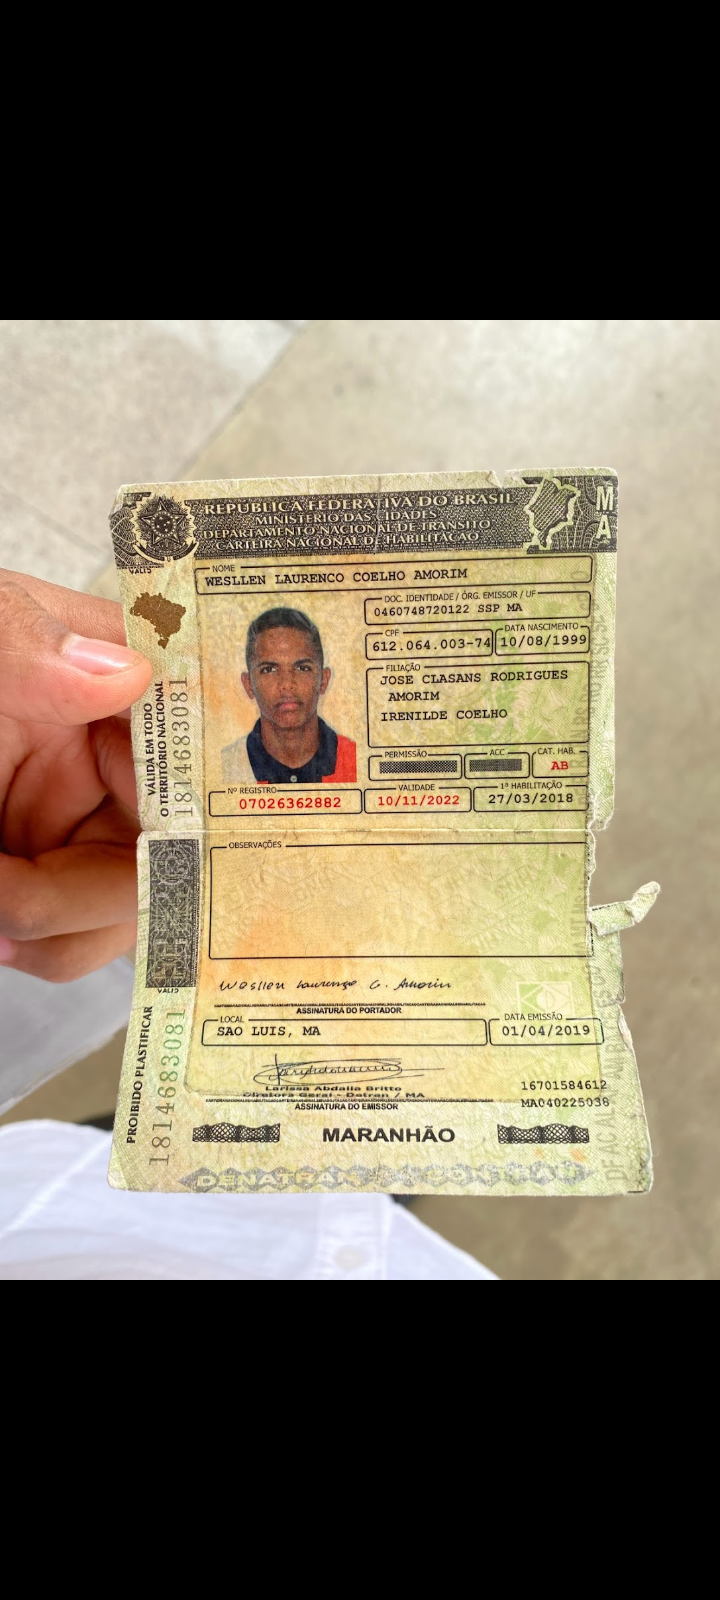 REPÚBLICA FEDERATIVA DO BRASIL
MINISTÉRIO DAS CIDADES
DEPARTAMENTO NACIONAL DE TRÂNSITO
CARTEIRA NACIONAL DE HABILITAÇÃO
MA
NOME
WESLLEN LAURENCO COELHO AMORIM
DOC. IDENTIDADE / ÓRG. EMISSOR / UF
0460748720122 SSP MA
CPF
612.064.003-74
DATA NASCIMENTO
10/08/1999
FILIAÇÃO
JOSE CLASANS RODRIGUES
AMORIM
IRENILDE COELHO
PERMISSÃO
ACC
CAT. HAB.
AB
Nº REGISTRO
07026362882
VALIDADE
10/11/2022
1ª HABILITAÇÃO
27/03/2018
VÁLIDA EM TODO
O TERRITÓRIO NACIONAL
1814683081
OBSERVAÇÕES
Wesllen Laurenço C. Amorim
ASSINATURA DO PORTADOR
LOCAL
SAO LUIS, MA
DATA EMISSÃO
01/04/2019
Larissa Abdalla Britto
Diretora Geral - Detran / MA
ASSINATURA DO EMISSOR
16701584612
MA040225036
PROIBIDO PLASTIFICAR
1814683081
MARANHÃO
DENATRAN